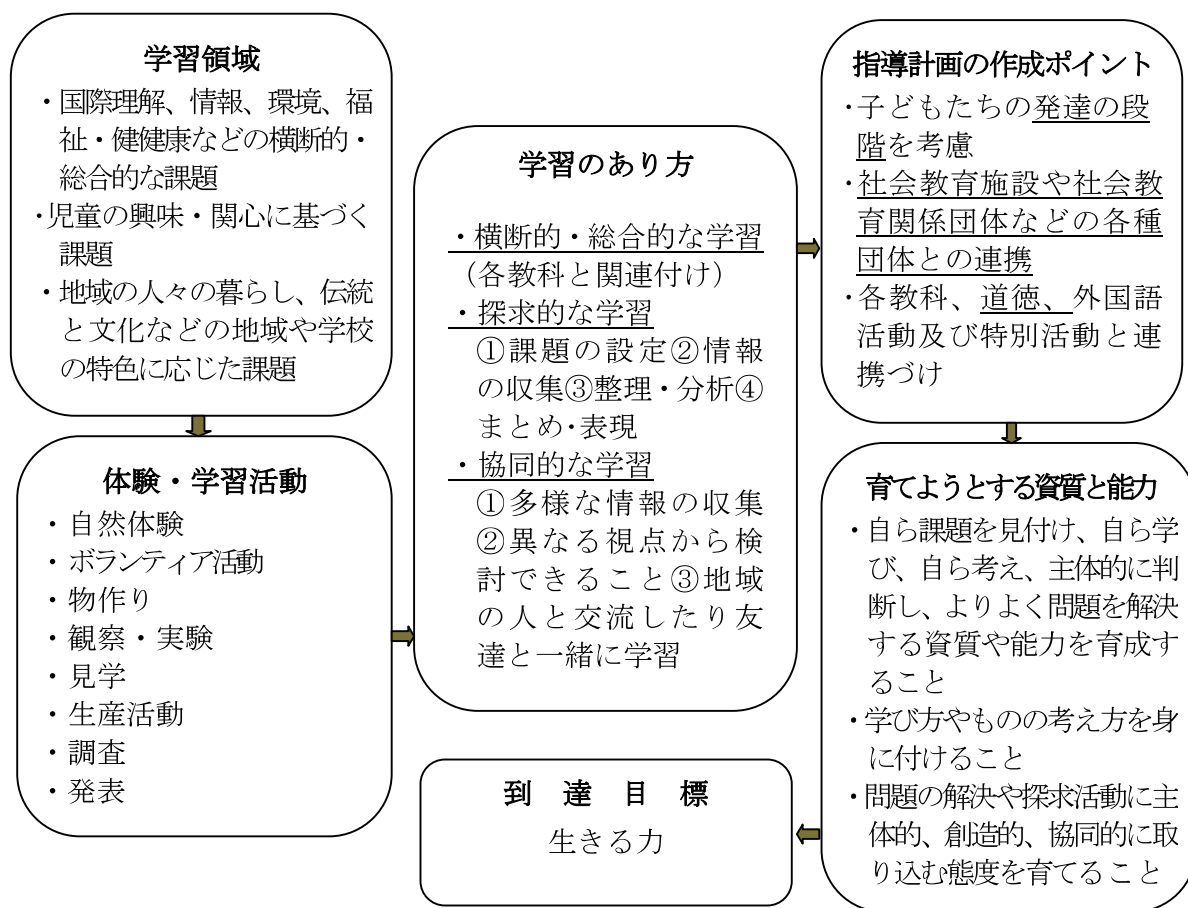 学習領域
・国際理解、情報、環境、福
祉・健健康などの横断的・
総合的な課題
・児童の興味・関心に基づく
課題
・地域の人々の暮らし、伝統
と文化などの地域や学校
の特色に応じた課題
体験・学習活動
・自然体験
・ボランティア活動
・物作り
・観察・実験
・見学
・生産活動
・調査
・発表
学習のあり方
・横断的・総合的な学習
（各教科と関連付け）
・探求的な学習
①課題の設定②情報
の収集③整理・分析④
まとめ・表現
・協同的な学習
①多様な情報の収集
②異なる視点から検
討できること③地域
の人と交流したり友
達と一緒に学習
指導計画の作成ポイント
・子どもたちの発達の段
階を考慮
・社会教育施設や社会教
育関係団体などの各種
団体との連携
・各教科、道徳、外国語
活動及び特別活動と連
携づけ
育てようとする資質と能力
・自ら課題を見付け、自ら学
び、自ら考え、主体的に判
断し、よりよく問題を解決
する資質や能力を育成す
ること
・学び方やものの考え方を身
に付けること
・問題の解決や探求活動に主
体的、創造的、協同的に取
り込む態度を育てること
到達目標
生きる力